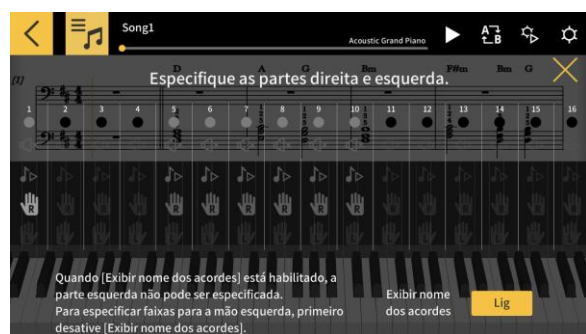 Song1
Acoustic Grand Piano
A B
D A G Bm F#m Bm G
[1]
Especifique as partes direita e esquerda.
1 2 3 4 5 6 7 8 9 10 11 12 13 14 15 16
R R R R R R R R R R R R R R R
Quando [Exibir nome dos acordes] está habilitado, a
parte esquerda não pode ser especificada.
Para especificar faixas para a mão esquerda, primeiro
desative [Exibir nome dos acordes].
Exibir nome
dos acordes
Lig